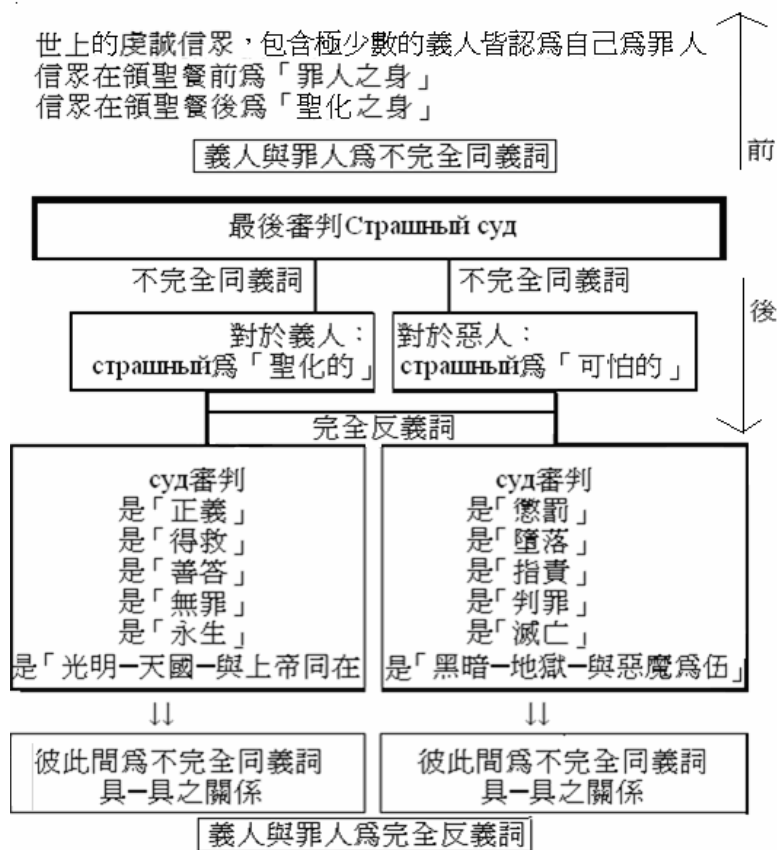 世上的虔誠信眾，包含極少數的義人皆認爲自己爲罪人
信眾在領聖餐前爲「罪人之身」
信眾在領聖餐後爲「聖化之身」
前
義人與罪人爲不完全同義詞
最後審判Страшный суд
不完全同義詞
不完全同義詞
後
對於義人：
страшный爲「聖化的」
對於惡人：
страшный爲「可怕的」
完全反義詞
суд審判
是「正義」
是「得救」
是「善答」
是「無罪」
是「永生」
是「光明─天國─與上帝同在
суд審判
是「懲罰」
是「墮落」
是「指責」
是「判罪」
是「滅亡」
是「黑暗─地獄─與惡魔爲伍」
↓↓
↓↓
彼此間爲不完全同義詞
具─具之關係
彼此間爲不完全同義詞
具─具之關係
義人與罪人爲完全反義詞